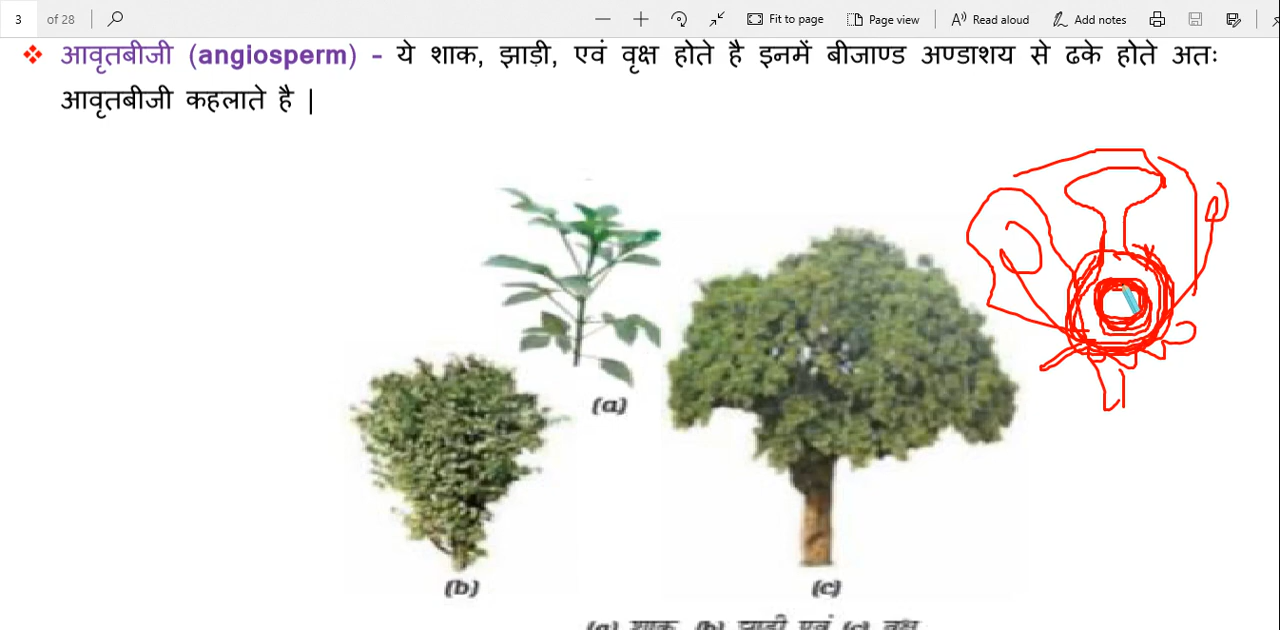 3 of 28 Fit to page Page view Read aloud Add notes
❖ आवृतबीजी (angiosperm) - ये शाक, झाड़ी, एवं वृक्ष होते है इनमें बीजाण्ड अण्डाशय से ढके होते अतः
आवृतबीजी कहलाते है |
(a)
(b) (c)
(a) शाक (b) झाड़ी एवं (c) वृक्ष